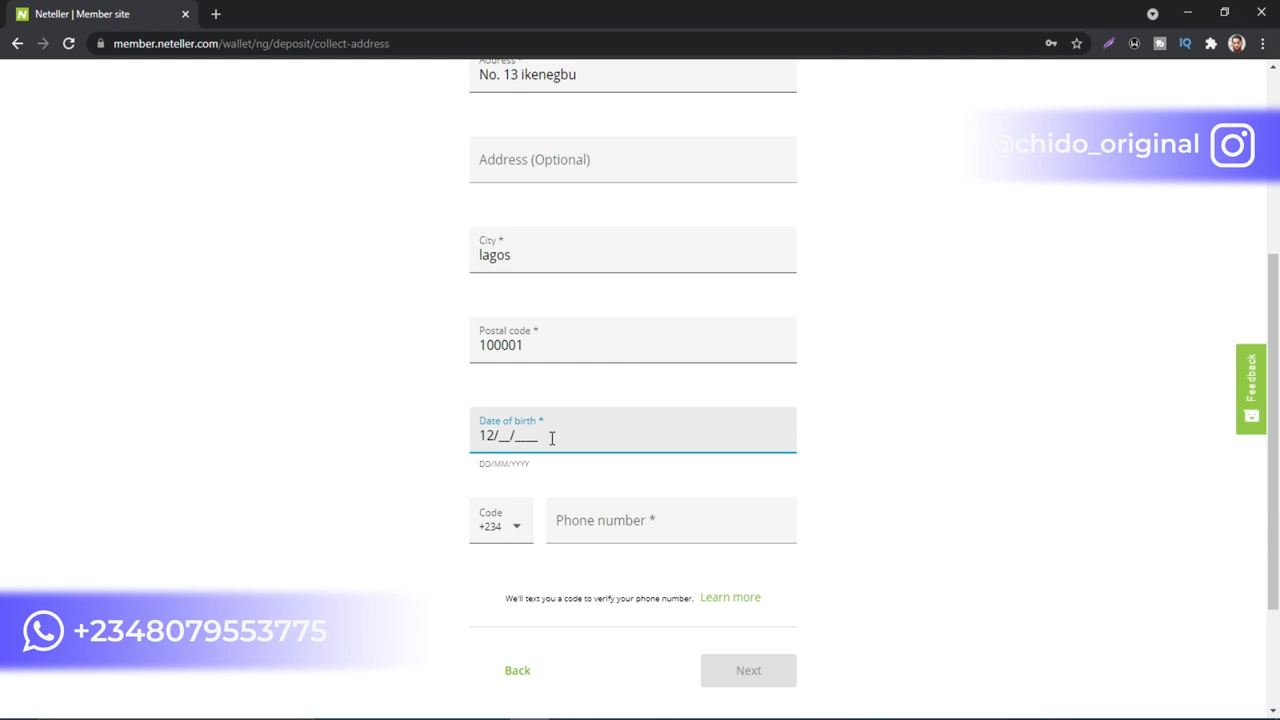 Neteller | Member site
member.neteller.com/wallet/ng/deposit/collect-address
Address *
No. 13 ikenegbu
@chido_original
Address (Optional)
City *
lagos
Postal code *
100001
Feedback
Date of birth *
12/__/____
DD/MM/YYYY
Code
+234
Phone number *
We'll text you a code to verify your phone number. Learn more
+2348079553775
Back
Next